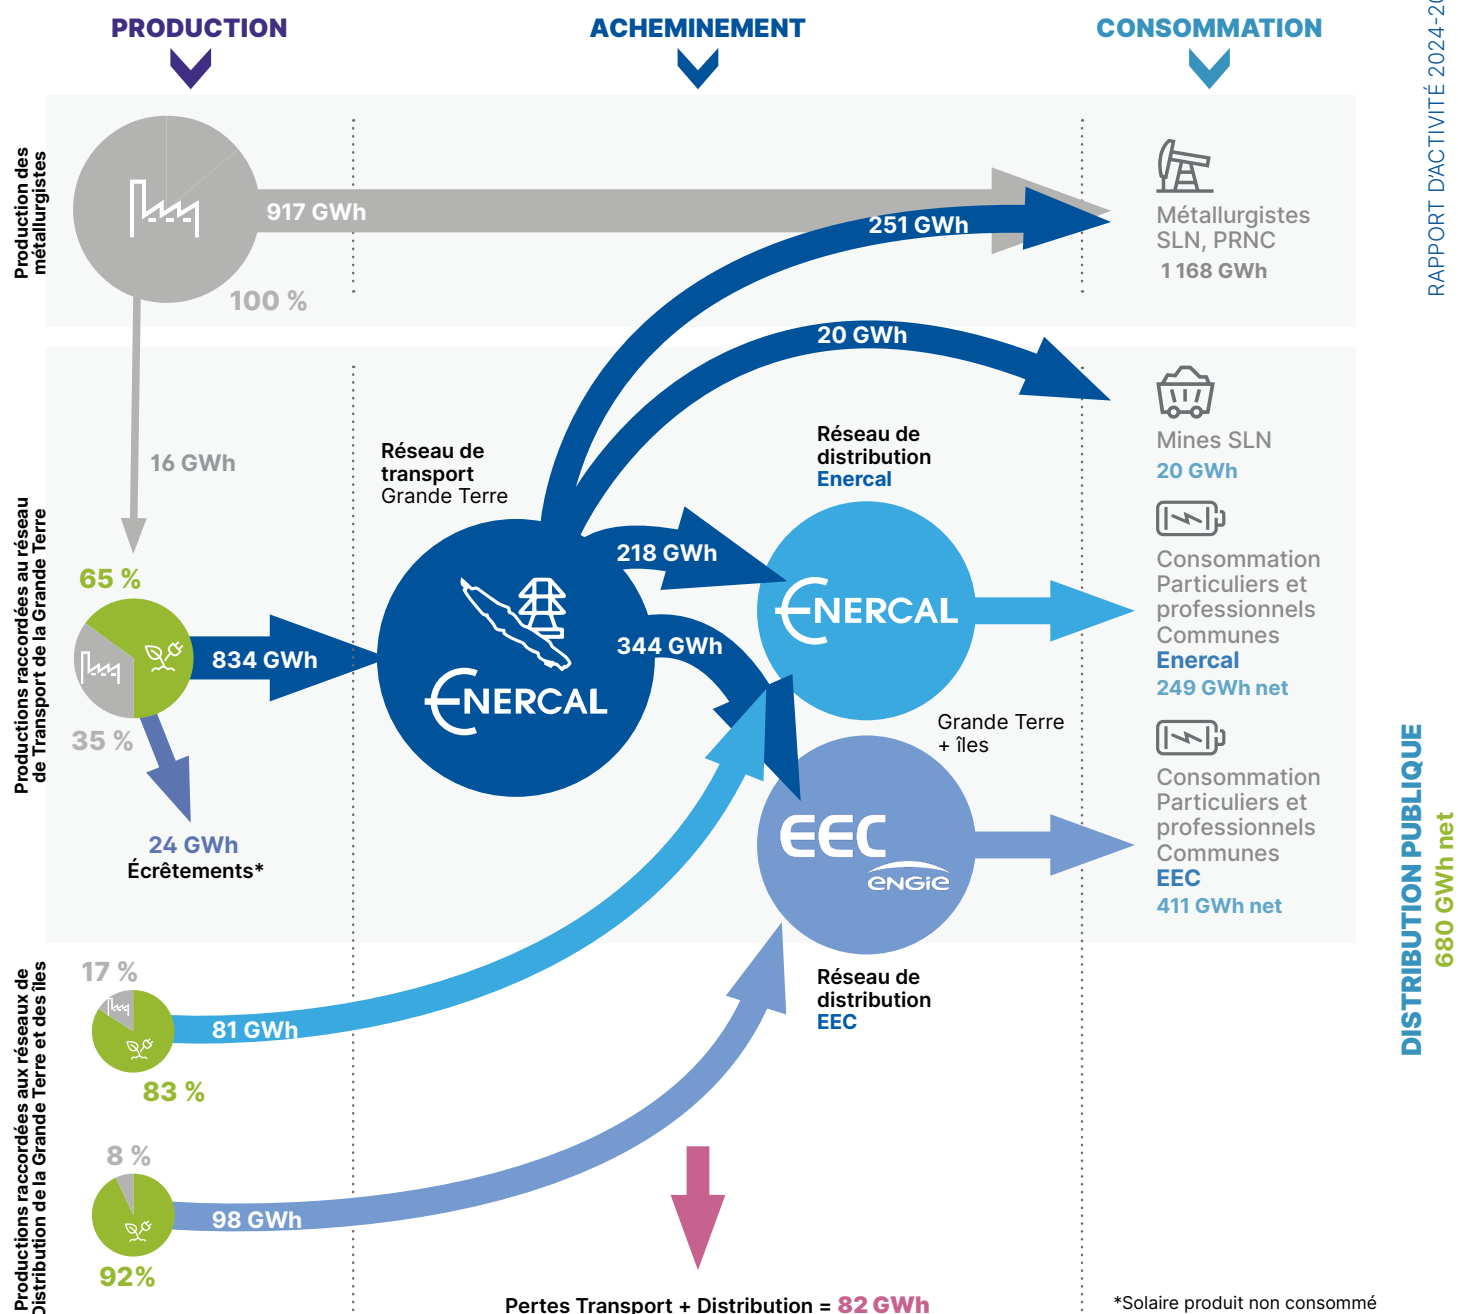 PRODUCTION
ACHEMINEMENT
CONSOMMATION
RAPPORT D'ACTIVITÉ 2024-20
Production des
métallurgistes
917 GWh
100 %
251 GWh
Métallurgistes
SLN, PRNC
1 168 GWh
16 GWh
20 GWh
Mines SLN
20 GWh
Productions raccordées au réseau
de Transport de la Grande Terre
65 %
35 %
834 GWh
24 GWh
Écrêtements*
Réseau de
transport
Grande Terre
ENERCAL
218 GWh
344 GWh
Réseau de
distribution
Enercal
ENERCAL
Grande Terre
+ îles
EEC
ENGIE
Réseau de
distribution
EEC
Consommation
Particuliers et
professionnels
Communes
Enercal
249 GWh net
Consommation
Particuliers et
professionnels
Communes
EEC
411 GWh net
DISTRIBUTION PUBLIQUE
680 GWh net
Productions raccordées aux réseaux de
Distribution de la Grande Terre et des îles
17 %
81 GWh
83 %
8 %
98 GWh
92%
Pertes Transport + Distribution = 82 GWh
*Solaire produit non consommé